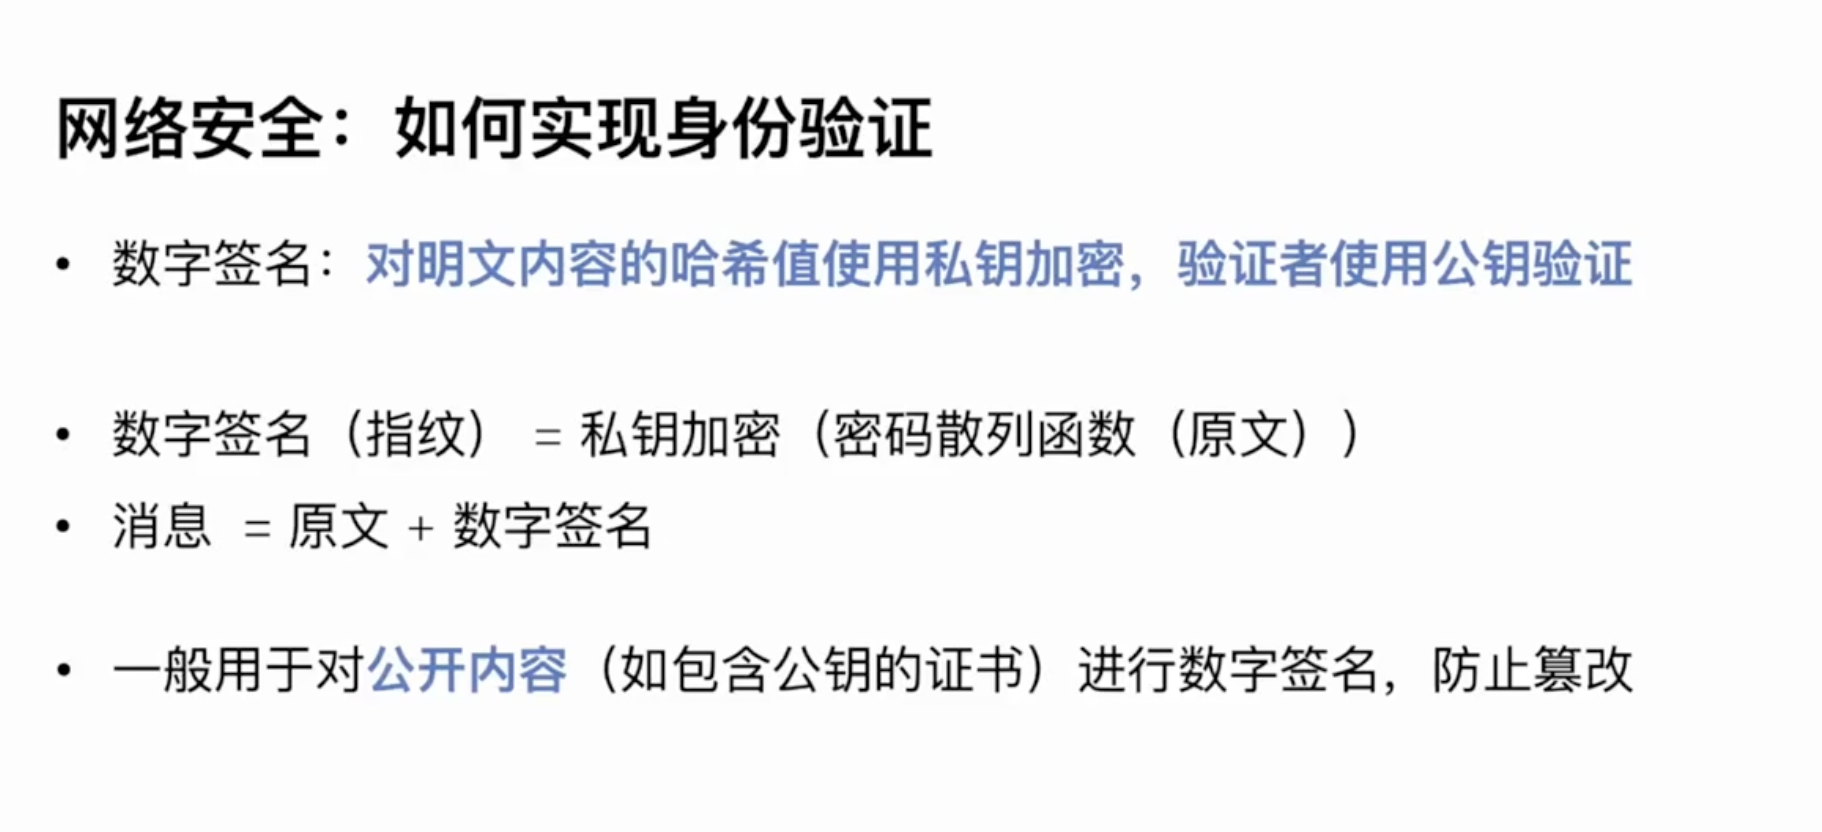 网络安全：如何实现身份验证
• 数字签名：对明文内容的哈希值使用私钥加密，验证者使用公钥验证
• 数字签名（指纹） = 私钥加密（密码散列函数（原文））
• 消息 = 原文 + 数字签名
• 一般用于对公开内容（如包含公钥的证书）进行数字签名，防止篡改